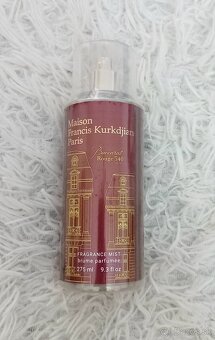 Maison
Francis Kurkdjian
Paris
Baccarat
Rouge 540
FRAGRANCE MIST
brume parfumée
275 ml 9.3 fl.oz